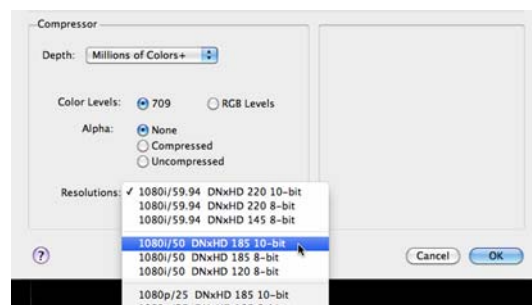 Compressor
Depth: Millions of Colors+
Color Levels: 709 RGB Levels
Alpha: None
Compressed
Uncompressed
Resolutions: ✓ 1080i/59.94 DNxHD 220 10-bit
1080i/59.94 DNxHD 220 8-bit
1080i/59.94 DNxHD 145 8-bit
1080i/50 DNxHD 185 10-bit
1080i/50 DNxHD 185 8-bit
1080i/50 DNxHD 120 8-bit
1080p/25 DNxHD 185 10-bit
? Cancel OK